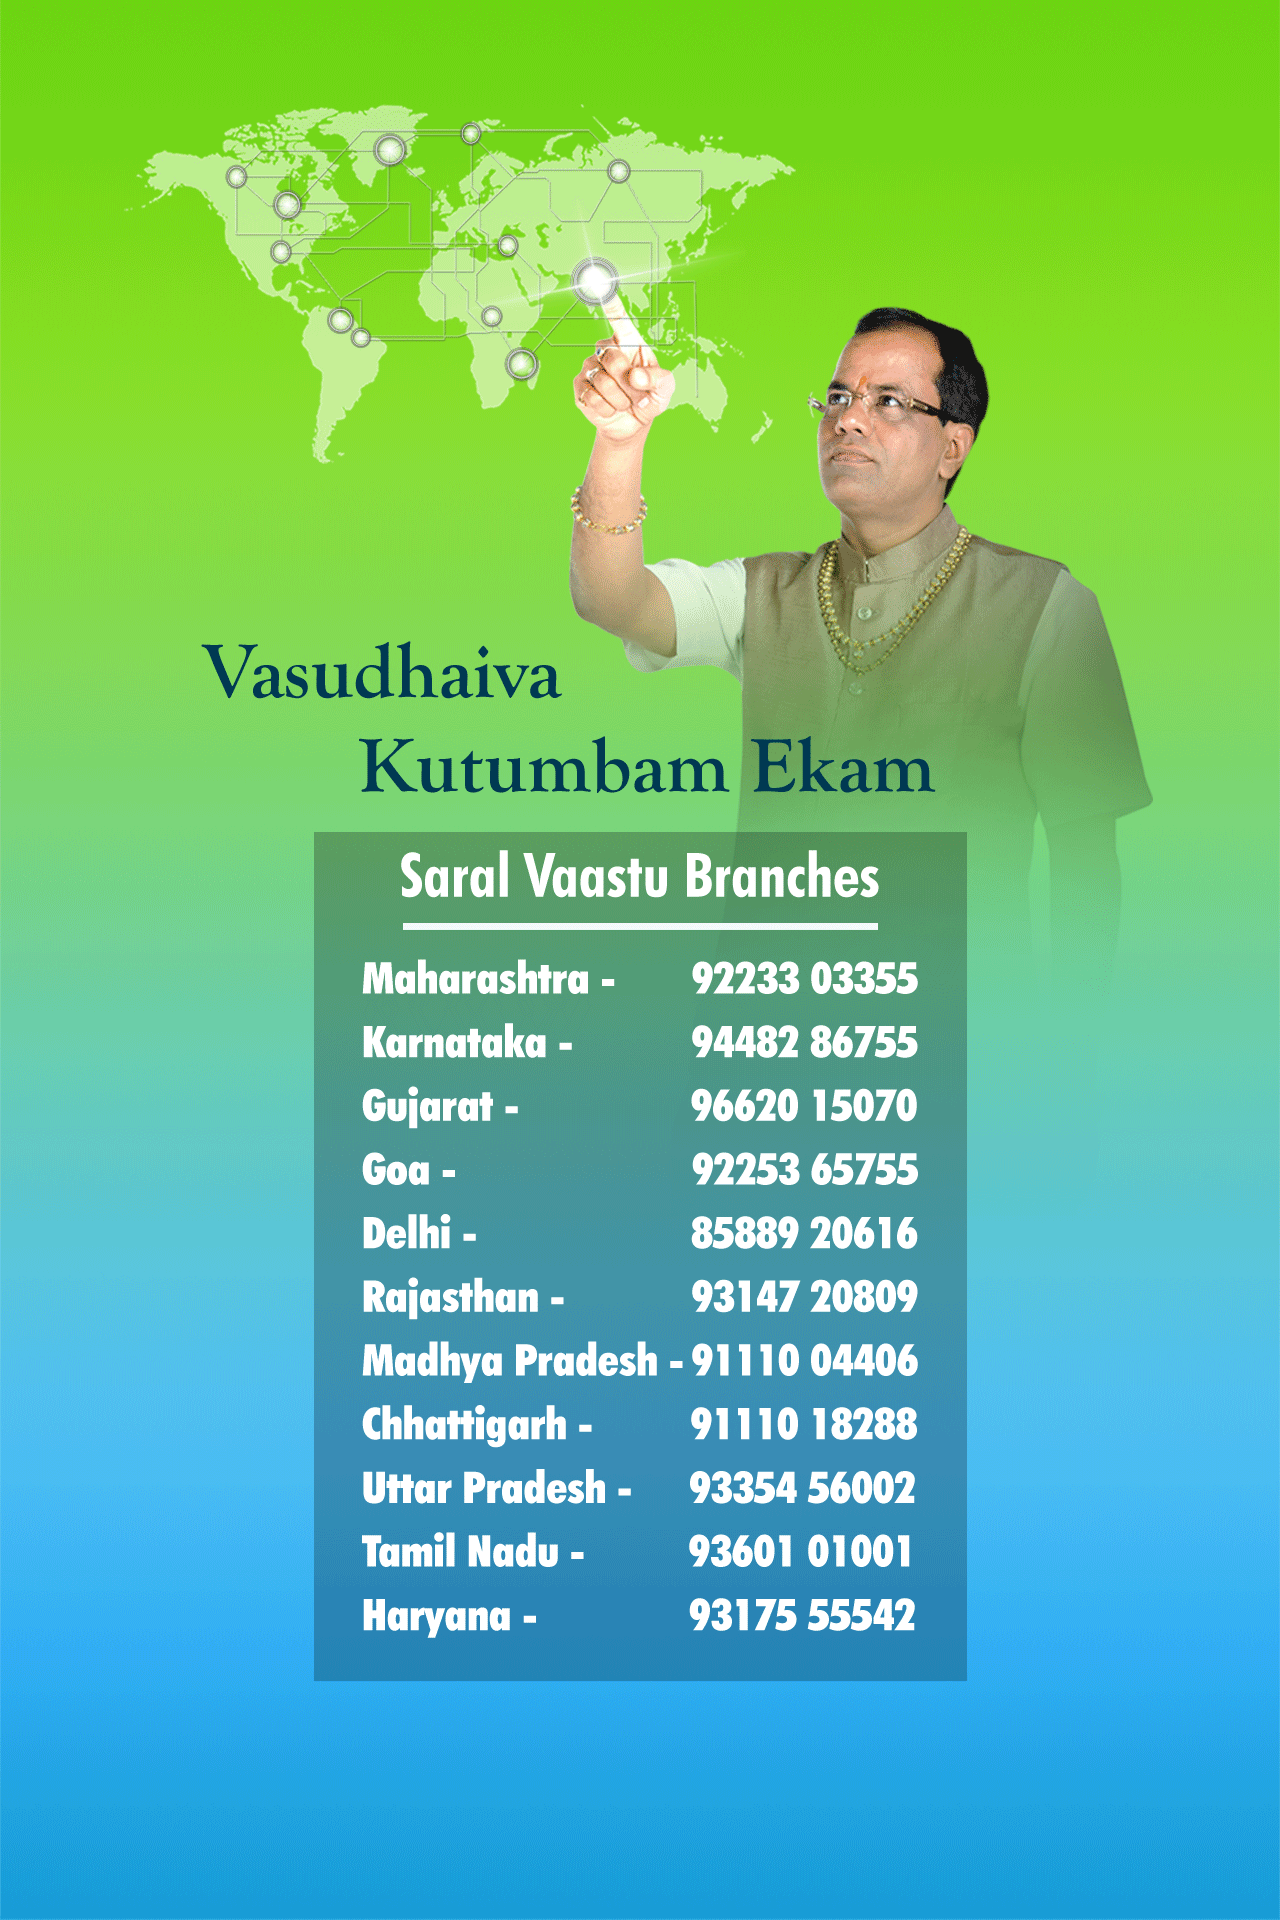 Vasudhaiva
Kutumbam Ekam
Saral Vaastu Branches
Maharashtra - 92233 03355
Karnataka - 94482 86755
Gujarat - 96620 15070
Goa - 92253 65755
Delhi - 85889 20616
Rajasthan - 93147 20809
Madhya Pradesh - 91110 04406
Chhattigarh - 91110 18288
Uttar Pradesh - 93354 56002
Tamil Nadu - 93601 01001
Haryana - 93175 55542